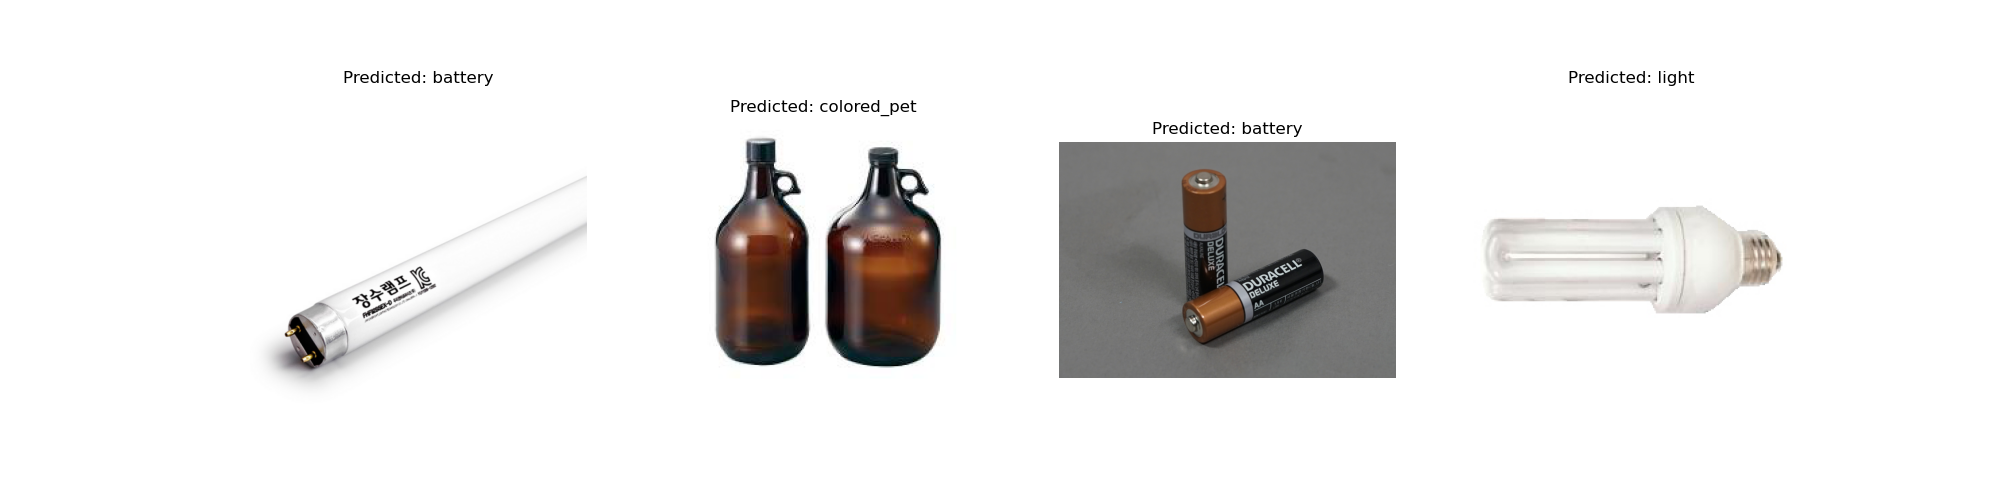 Predicted: battery
장수램프
Predicted: colored_pet
Predicted: battery
DURACELL
DELUXE
DURACELL
DELUXE
AA
Predicted: light